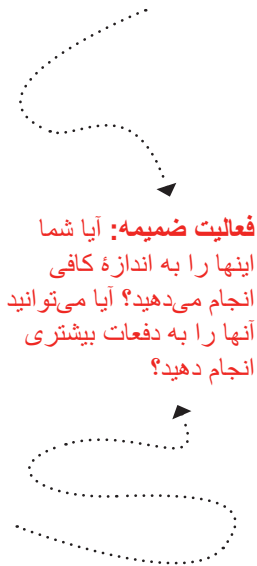 فعالیت ضمیمه: آیا شما
اینها را به اندازۀ کافی
انجام می‌دهید؟ آیا می‌توانید
آنها را به دفعات بیشتری
انجام دهید؟